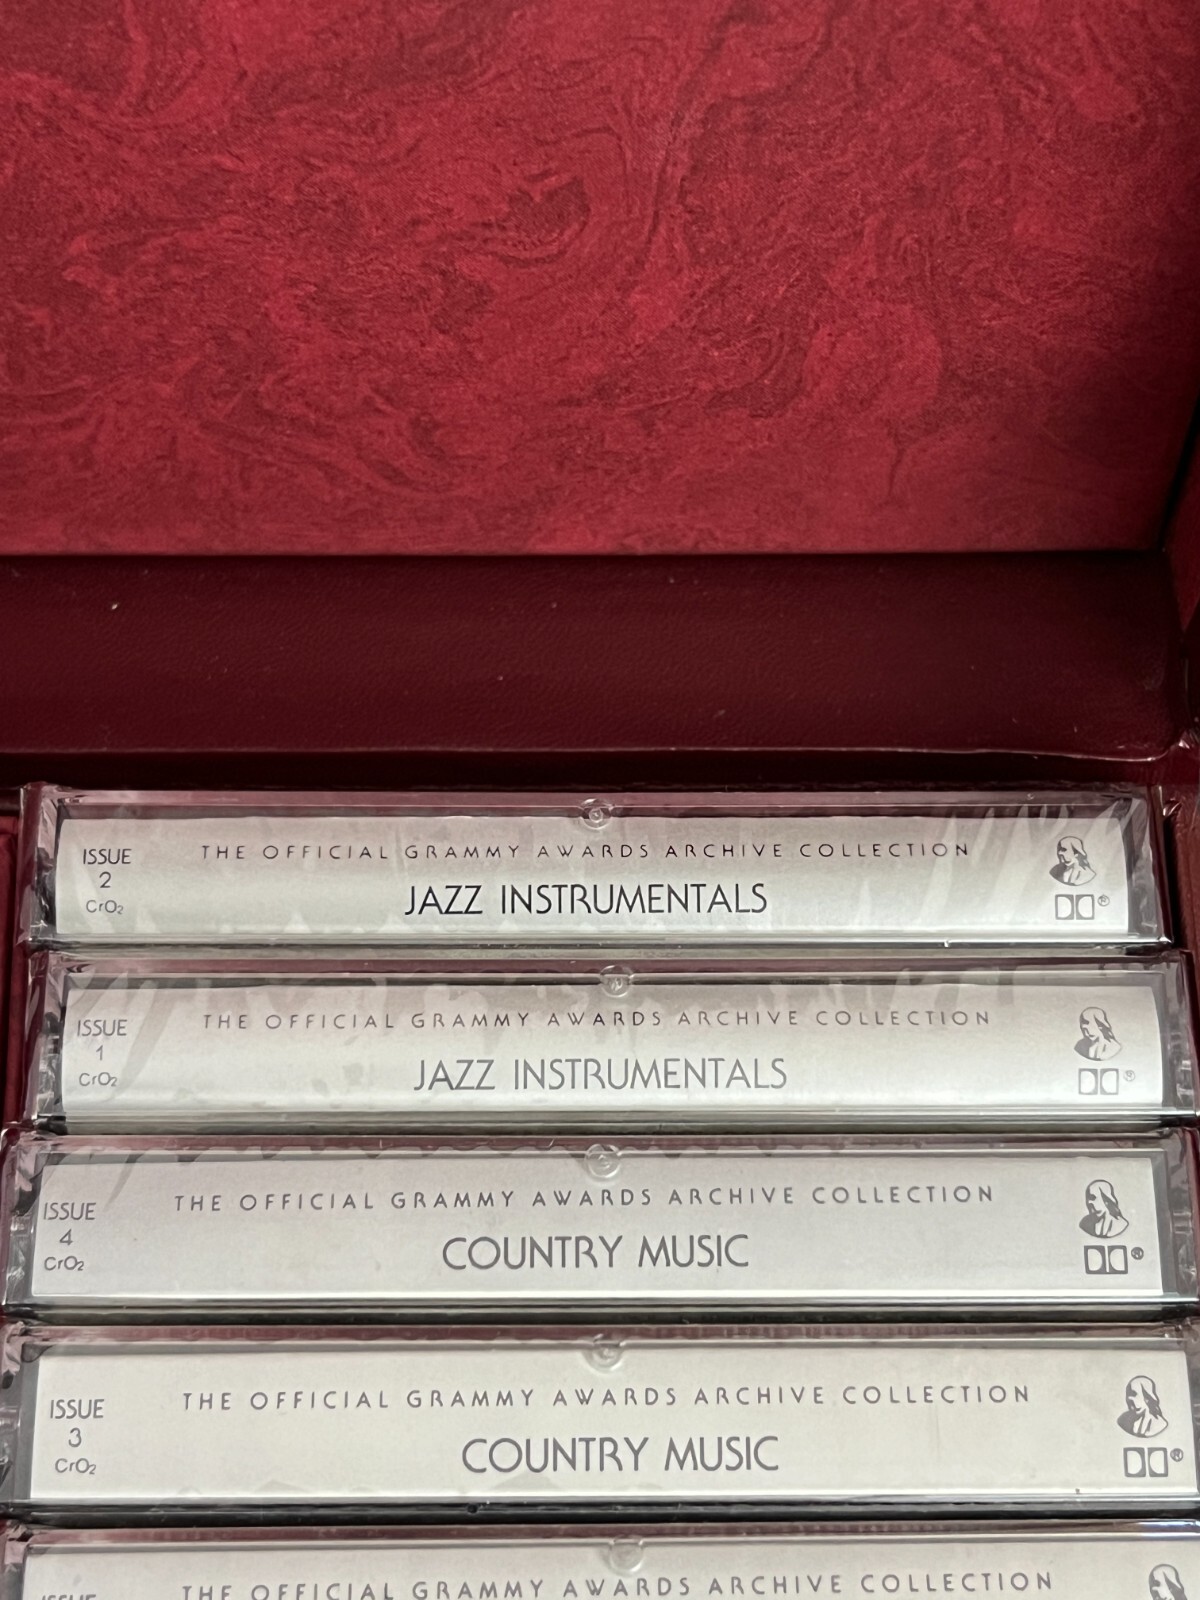 THE OFFICIAL GRAMMY AWARDS ARCHIVE COLLECTION
ISSUE
2
CrO₂
JAZZ INSTRUMENTALS
THE OFFICIAL GRAMMY AWARDS ARCHIVE COLLECTION
ISSUE
1
CrO₂
JAZZ INSTRUMENTALS
THE OFFICIAL GRAMMY AWARDS ARCHIVE COLLECTION
ISSUE
4
CrO₂
COUNTRY MUSIC
THE OFFICIAL GRAMMY AWARDS ARCHIVE COLLECTION
ISSUE
3
CrO₂
COUNTRY MUSIC
THE OFFICIAL GRAMMY AWARDS ARCHIVE COLLECTION
ISSUE